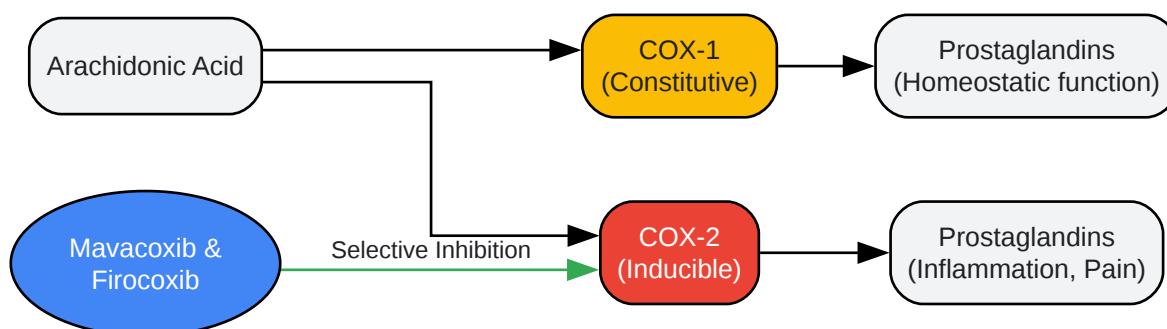 Arachidonic Acid
COX-1
(Constitutive)
Prostaglandins
(Homeostatic function)
Mavacoxib &
Firocoxib
Selective Inhibition
COX-2
(Inducible)
Prostaglandins
(Inflammation, Pain)